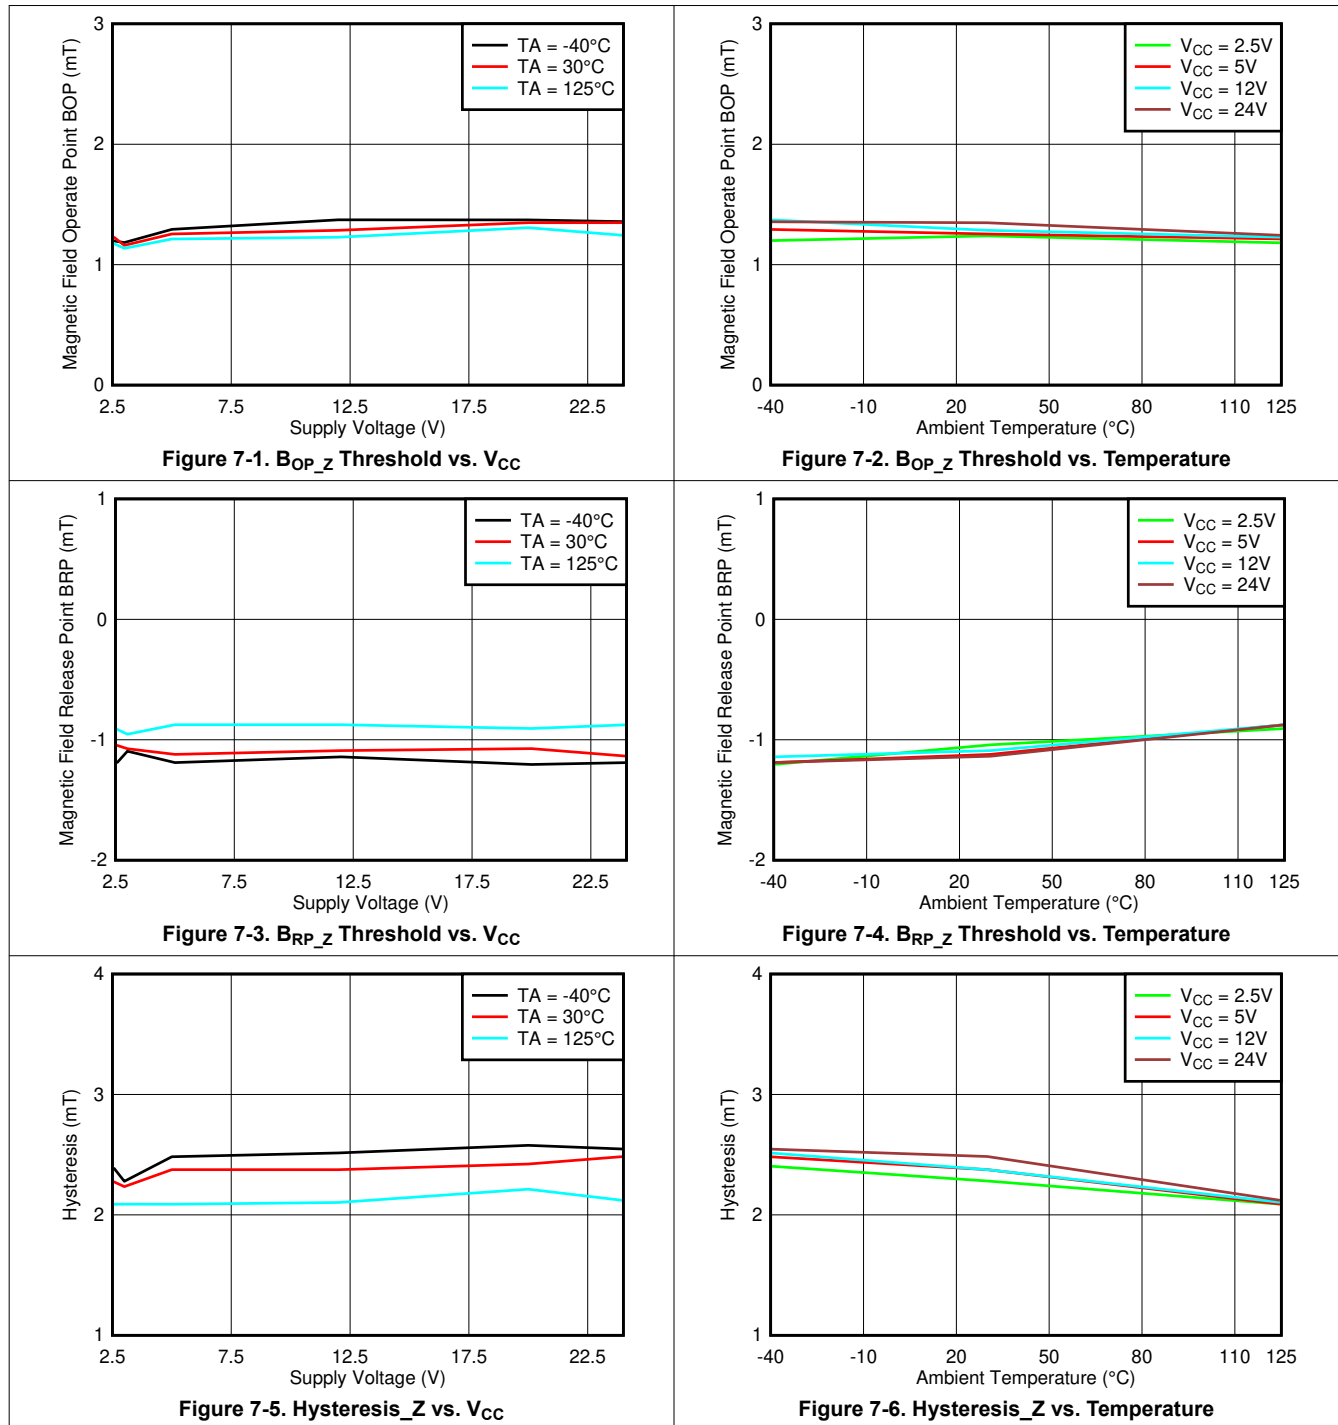 Magnetic Field Operate Point BOP (mT)
3
2
1
0
2.5 7.5 12.5 17.5 22.5
Supply Voltage (V)
TA = -40°C
TA = 30°C
TA = 125°C
Figure 7-1. BOP_Z Threshold vs. VCC
Magnetic Field Operate Point BOP (mT)
3
2
1
0
-40 -10 20 50 80 110 125
Ambient Temperature (°C)
VCC = 2.5V
VCC = 5V
VCC = 12V
VCC = 24V
Figure 7-2. BOP_Z Threshold vs. Temperature
Magnetic Field Release Point BRP (mT)
1
0
-1
-2
2.5 7.5 12.5 17.5 22.5
Supply Voltage (V)
TA = -40°C
TA = 30°C
TA = 125°C
Figure 7-3. BRP_Z Threshold vs. VCC
Magnetic Field Release Point BRP (mT)
1
0
-1
-2
-40 -10 20 50 80 110 125
Ambient Temperature (°C)
VCC = 2.5V
VCC = 5V
VCC = 12V
VCC = 24V
Figure 7-4. BRP_Z Threshold vs. Temperature
Hysteresis (mT)
4
3
2
1
2.5 7.5 12.5 17.5 22.5
Supply Voltage (V)
TA = -40°C
TA = 30°C
TA = 125°C
Figure 7-5. Hysteresis_Z vs. VCC
Hysteresis (mT)
4
3
2
1
-40 -10 20 50 80 110 125
Ambient Temperature (°C)
VCC = 2.5V
VCC = 5V
VCC = 12V
VCC = 24V
Figure 7-6. Hysteresis_Z vs. Temperature